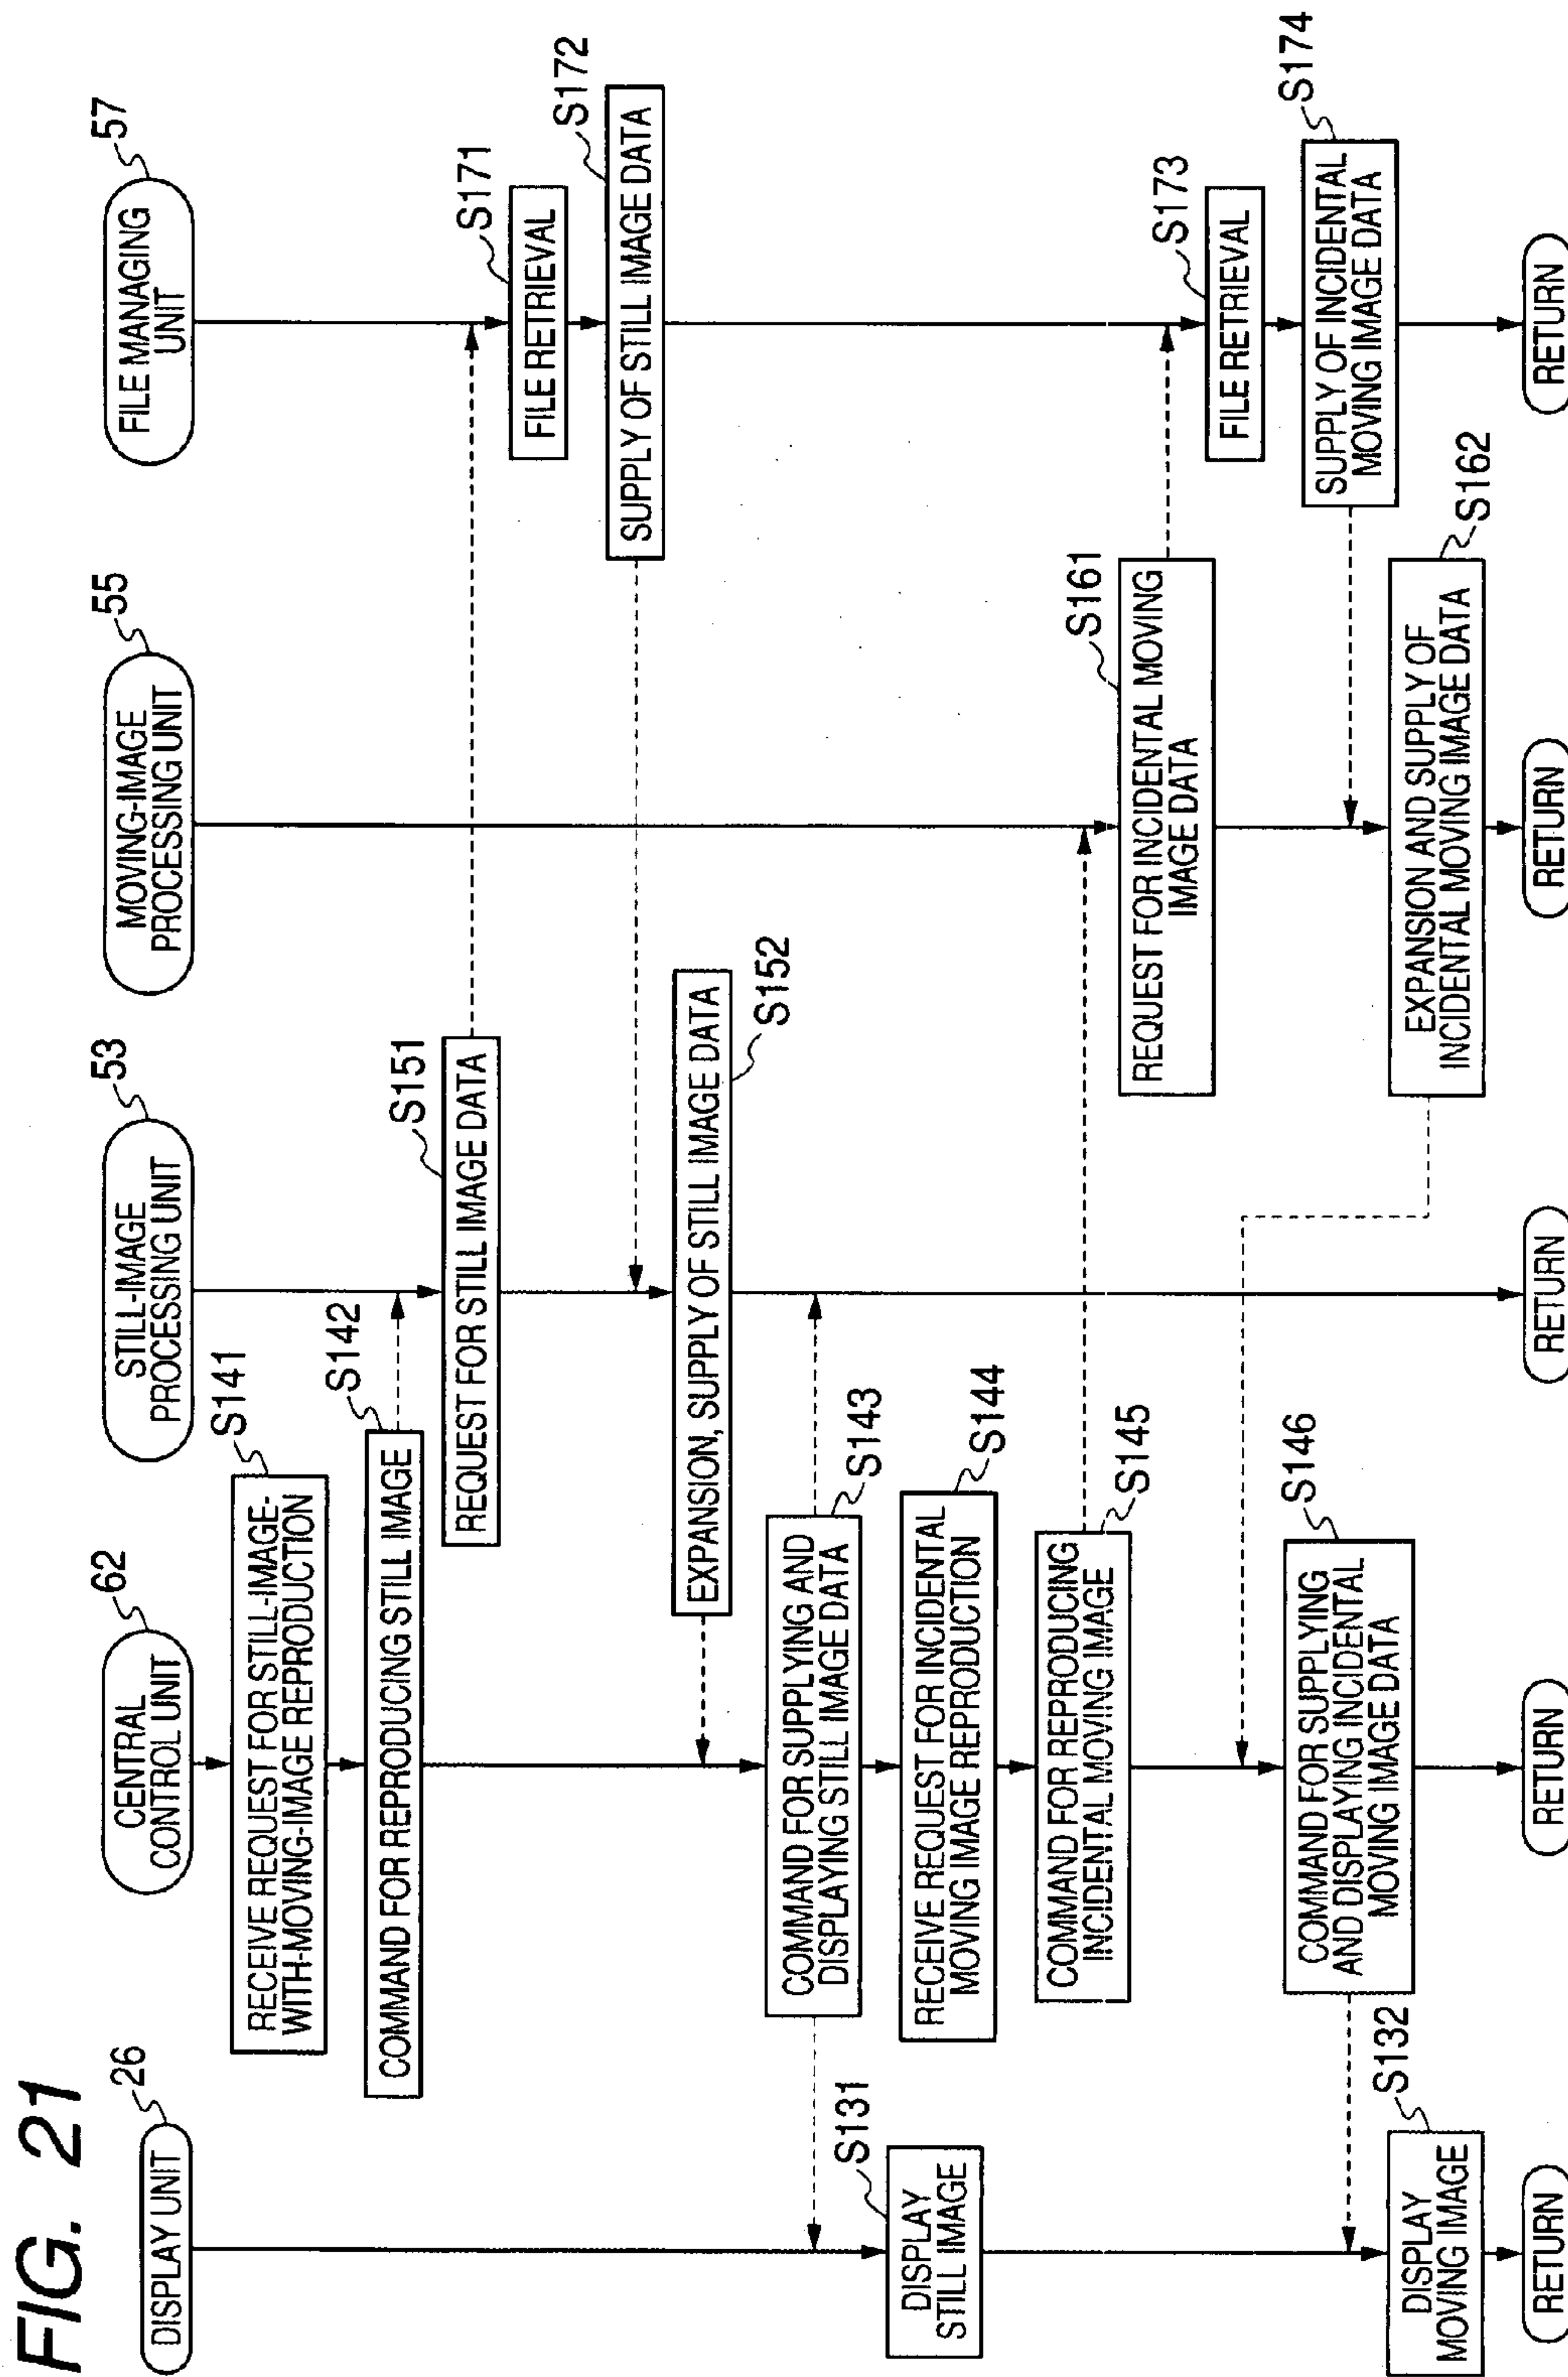 FIG. 21
DISPLAY UNIT
26
CENTRAL
CONTROL UNIT
62
STILL-IMAGE
PROCESSING UNIT
53
MOVING-IMAGE
PROCESSING UNIT
55
FILE MANAGING
UNIT
57
RECEIVE REQUEST FOR STILL-IMAGE-
WITH-MOVING-IMAGE REPRODUCTION
S141
COMMAND FOR REPRODUCING STILL IMAGE
S142
REQUEST FOR STILL IMAGE DATA
S151
FILE RETRIEVAL
S171
SUPPLY OF STILL IMAGE DATA
S172
EXPANSION, SUPPLY OF STILL IMAGE DATA
S152
COMMAND FOR SUPPLYING AND
DISPLAYING STILL IMAGE DATA
S143
DISPLAY
STILL IMAGE
S131
RECEIVE REQUEST FOR INCIDENTAL
MOVING IMAGE REPRODUCTION
S144
COMMAND FOR REPRODUCING
INCIDENTAL MOVING IMAGE
S145
REQUEST FOR INCIDENTAL MOVING
IMAGE DATA
S161
FILE RETRIEVAL
S173
SUPPLY OF INCIDENTAL
MOVING IMAGE DATA
S174
EXPANSION AND SUPPLY OF
INCIDENTAL MOVING IMAGE DATA
S162
COMMAND FOR SUPPLYING
AND DISPLAYING INCIDENTAL
MOVING IMAGE DATA
S146
DISPLAY
MOVING IMAGE
S132
RETURN
RETURN
RETURN
RETURN
RETURN